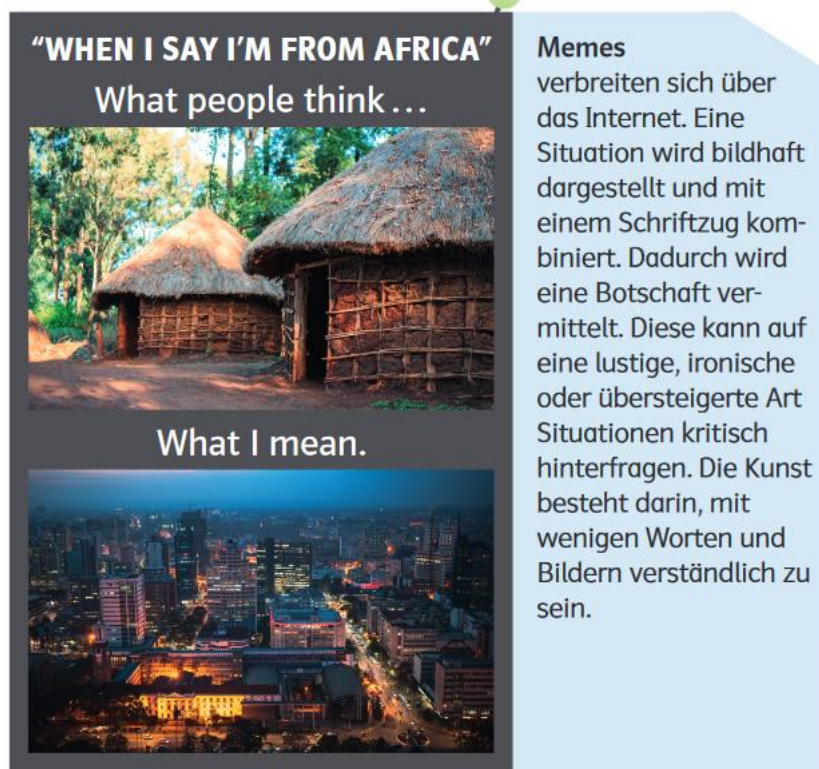 “WHEN I SAY I’M FROM AFRICA”
What people think ...
What I mean.
Memes
verbreiten sich über
das Internet. Eine
Situation wird bildhaft
dargestellt und mit
einem Schriftzug kom-
biniert. Dadurch wird
eine Botschaft ver-
mittelt. Diese kann auf
eine lustige, ironische
oder übersteigerte Art
Situationen kritisch
hinterfragen. Die Kunst
besteht darin, mit
wenigen Worten und
Bildern verständlich zu
sein.